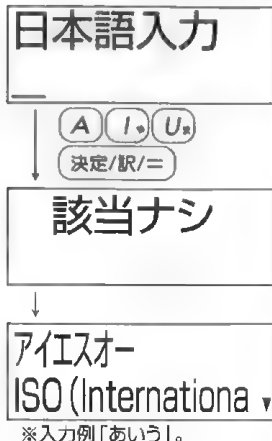 日本語入力
A I U
決定/訳/=
該当ナシ
アイエスオー
ISO(Internationa
※入力例「あいう」。